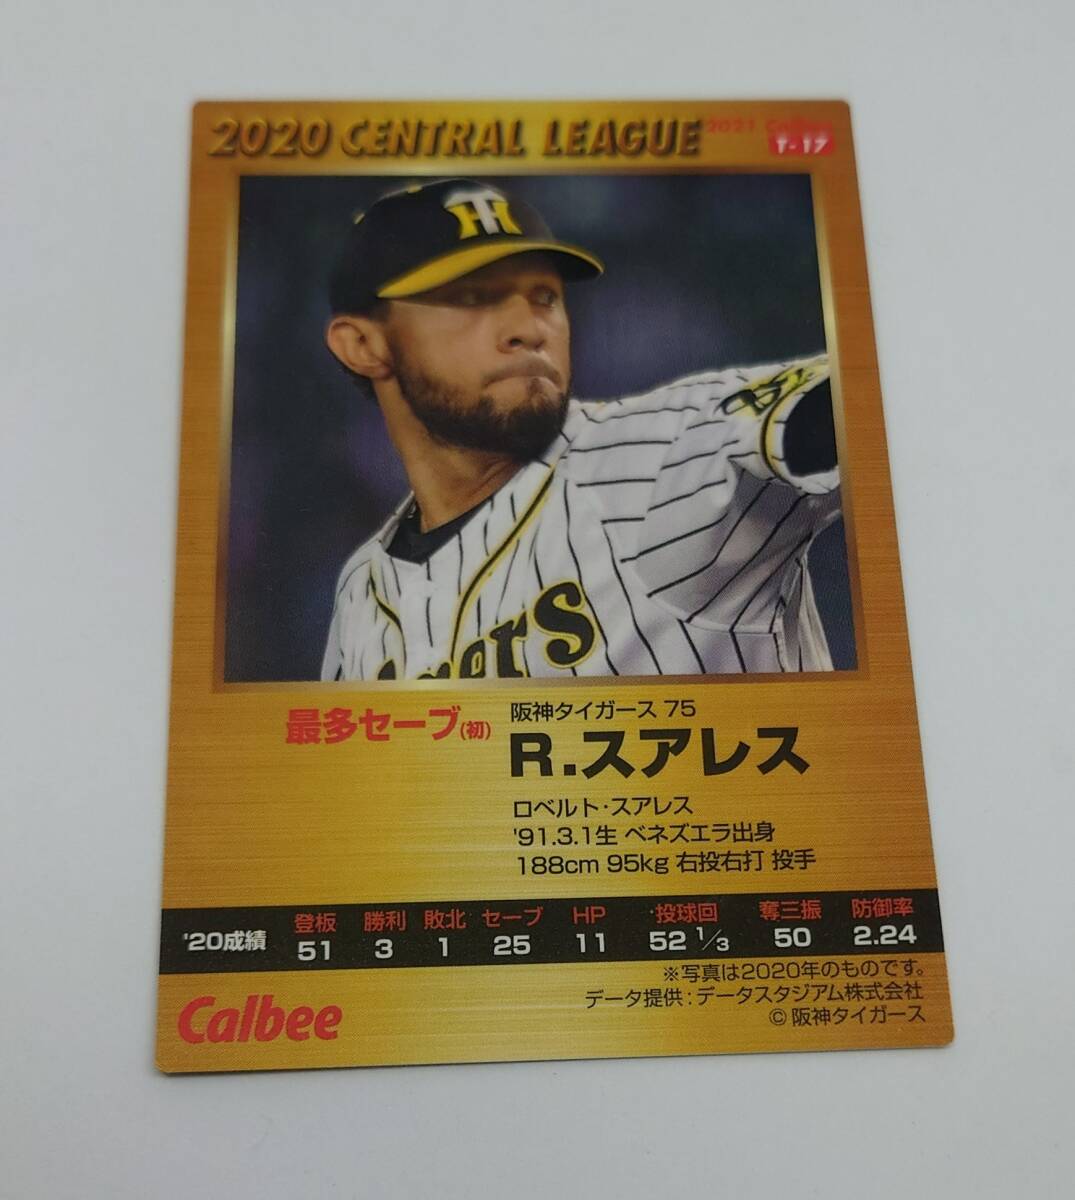 2020 CENTRAL LEAGUE
2021 Calbee
T-17
TH
igers
最多セーブ(初)
阪神タイガース 75
R.スアレス
ロベルト・スアレス
'91.3.1生 ベネズエラ出身
188cm 95kg 右投右打 投手
登板 勝利 敗北 セーブ HP 投球回 奪三振 防御率
'20成績 51 3 1 25 11 52 1/3 50 2.24
※写真は2020年のものです。
データ提供:データスタジアム株式会社
© 阪神タイガース
Calbee